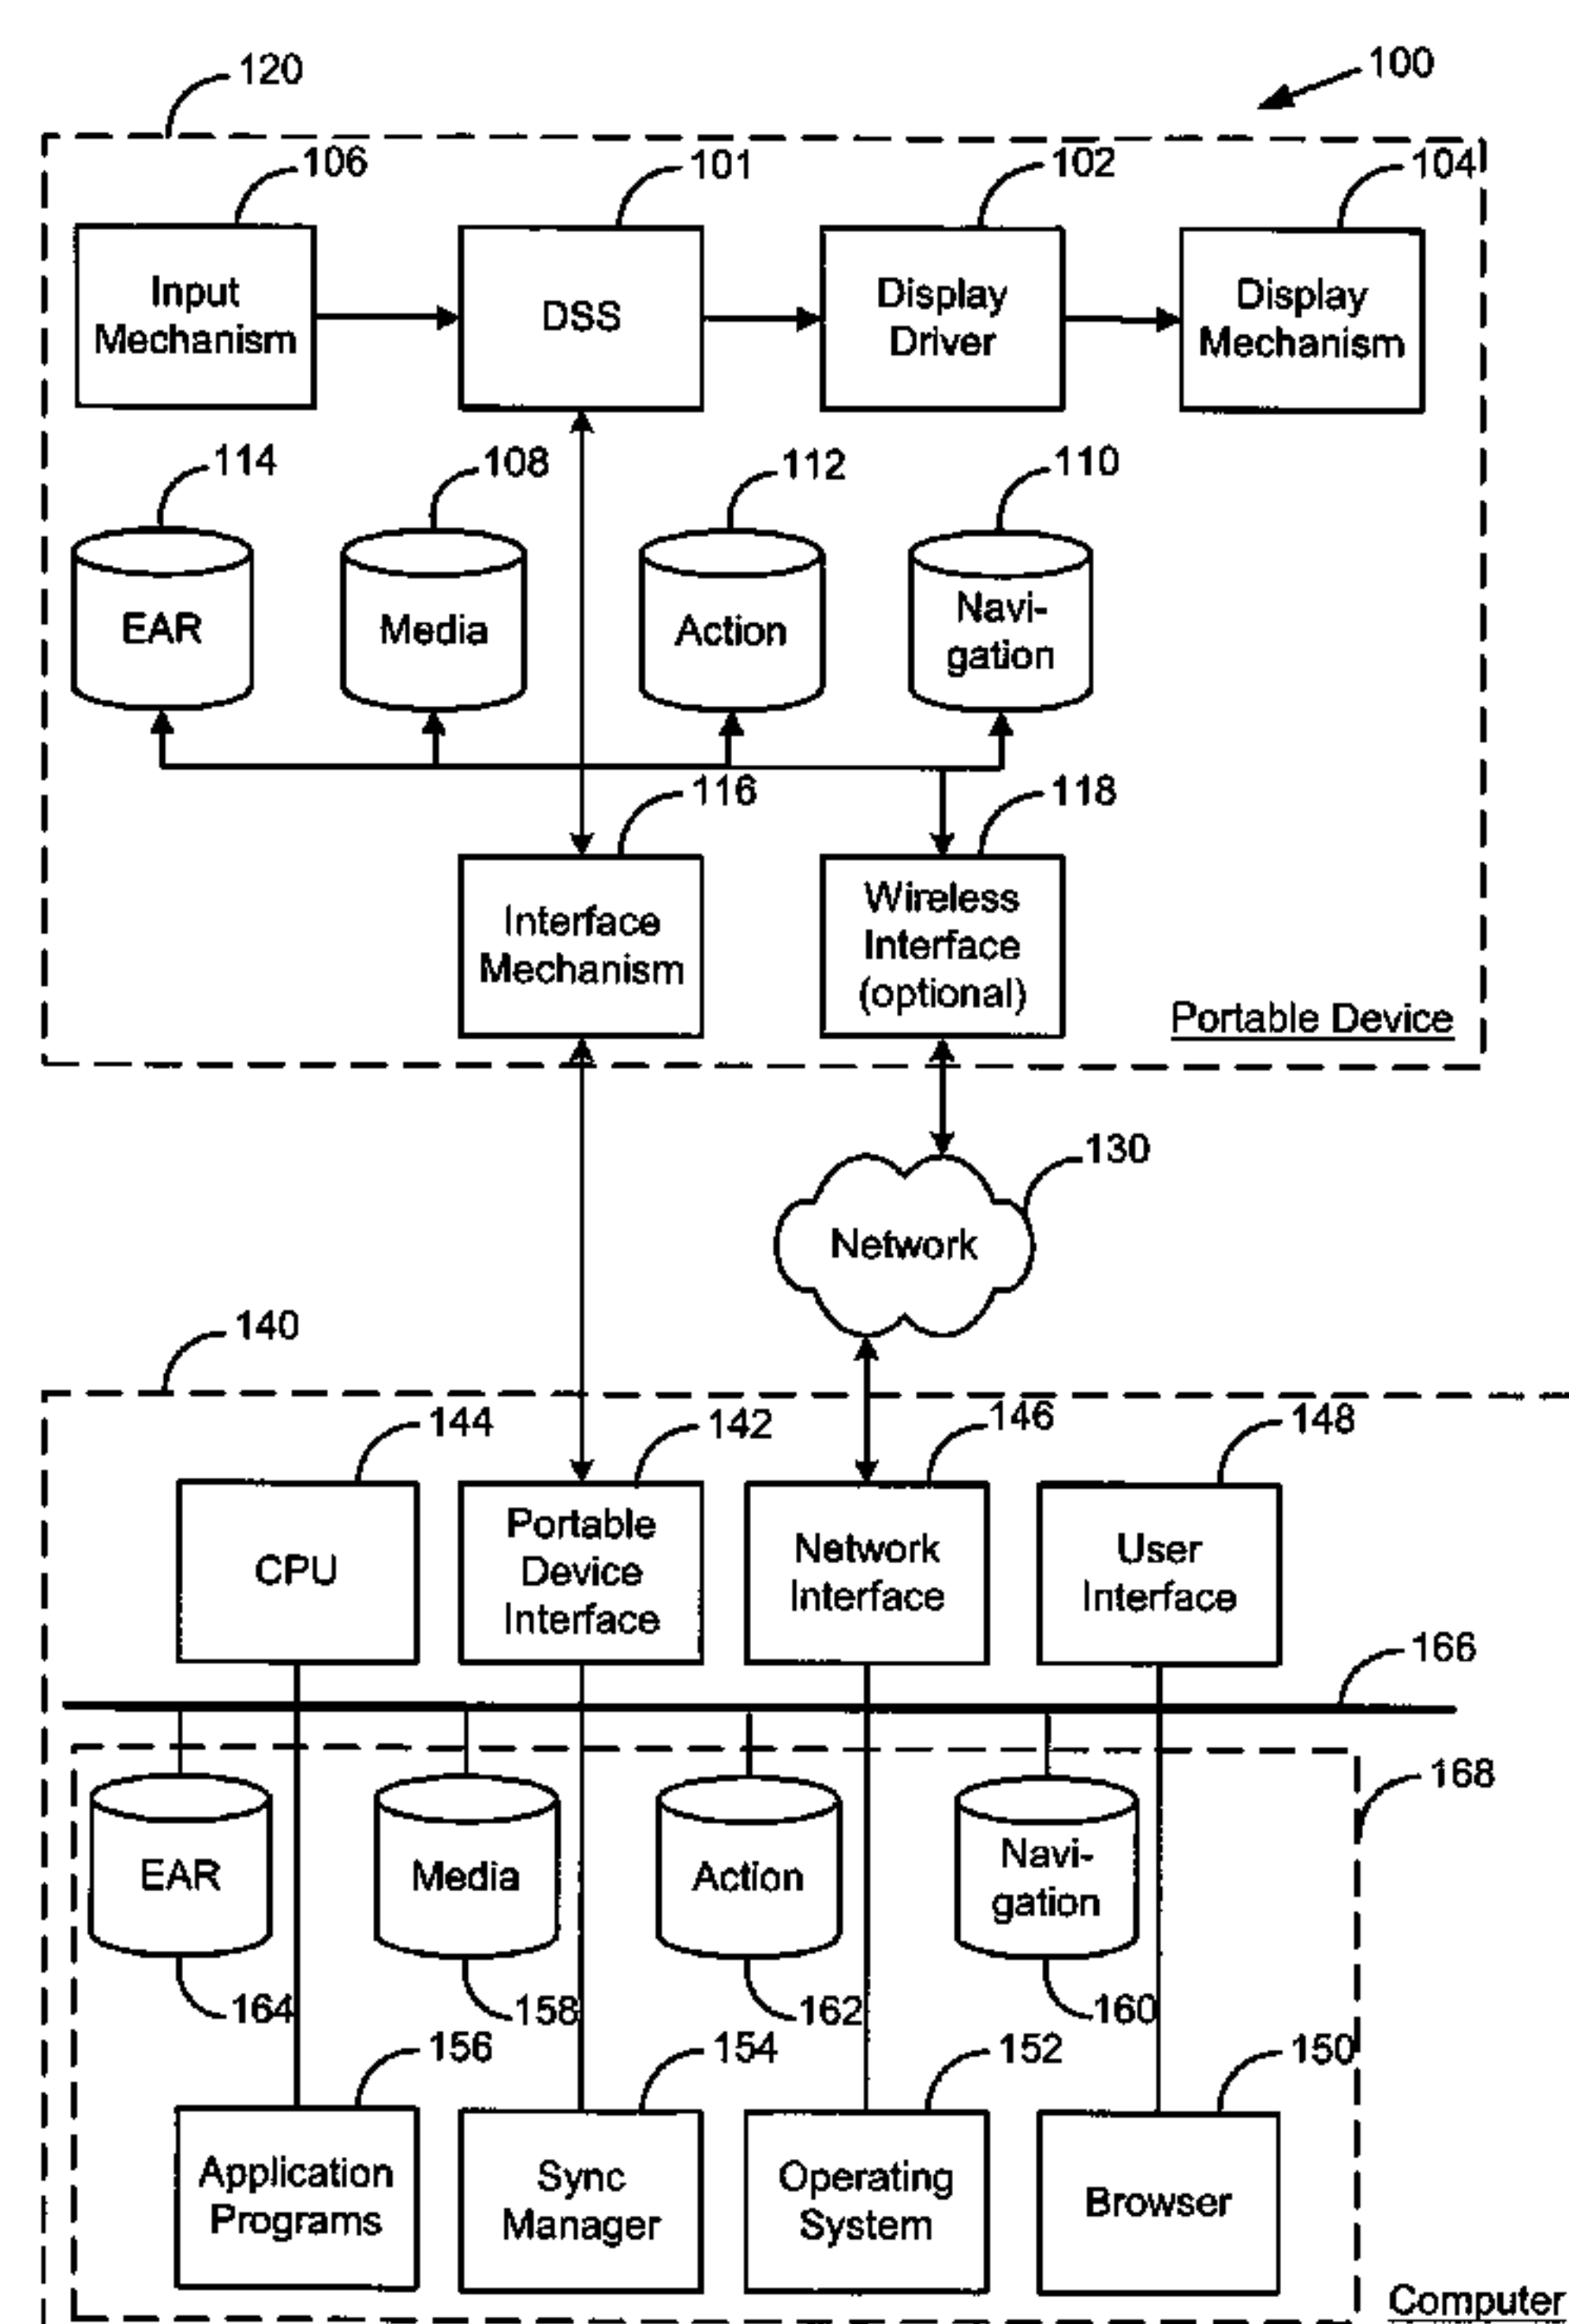 120
100
106
101
102
104
Input
Mechanism
DSS
Display
Driver
Display
Mechanism
114
108
112
110
EAR
Media
Action
Navi-
gation
116
118
Interface
Mechanism
Wireless
Interface
(optional)
Portable Device
130
Network
140
144
142
146
148
CPU
Portable
Device
Interface
Network
Interface
User
Interface
166
168
EAR
Media
Action
Navi-
gation
164
158
162
160
156
154
152
150
Application
Programs
Sync
Manager
Operating
System
Browser
Computer